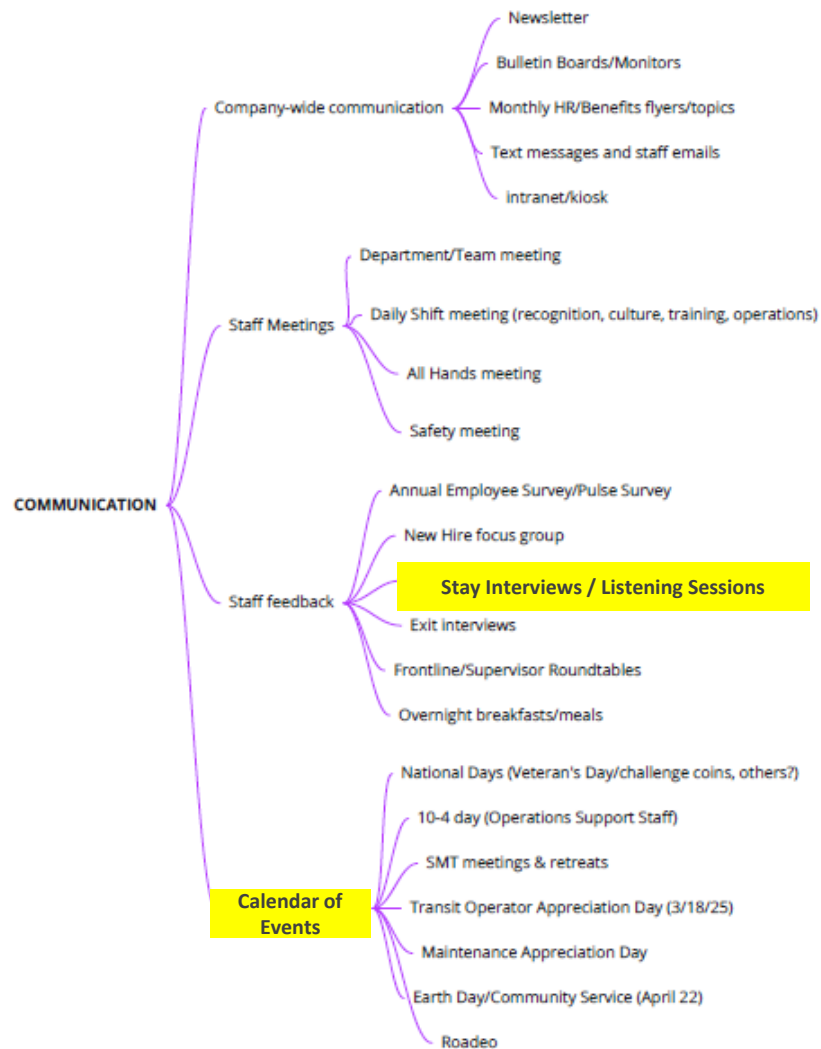 Newsletter
Bulletin Boards/Monitors
Company-wide communication
Monthly HR/Benefits flyers/topics
Text messages and staff emails
intranet/kiosk
Department/Team meeting
Daily Shift meeting (recognition, culture, training, operations)
Staff Meetings
All Hands meeting
Safety meeting
COMMUNICATION
Annual Employee Survey/Pulse Survey
New Hire focus group
Stay Interviews / Listening Sessions
Staff feedback
Exit interviews
Frontline/Supervisor Roundtables
Overnight breakfasts/meals
National Days (Veteran's Day/challenge coins, others?)
10-4 day (Operations Support Staff)
SMT meetings & retreats
Calendar of
Events
Transit Operator Appreciation Day (3/18/25)
Maintenance Appreciation Day
Earth Day/Community Service (April 22)
Roadeo